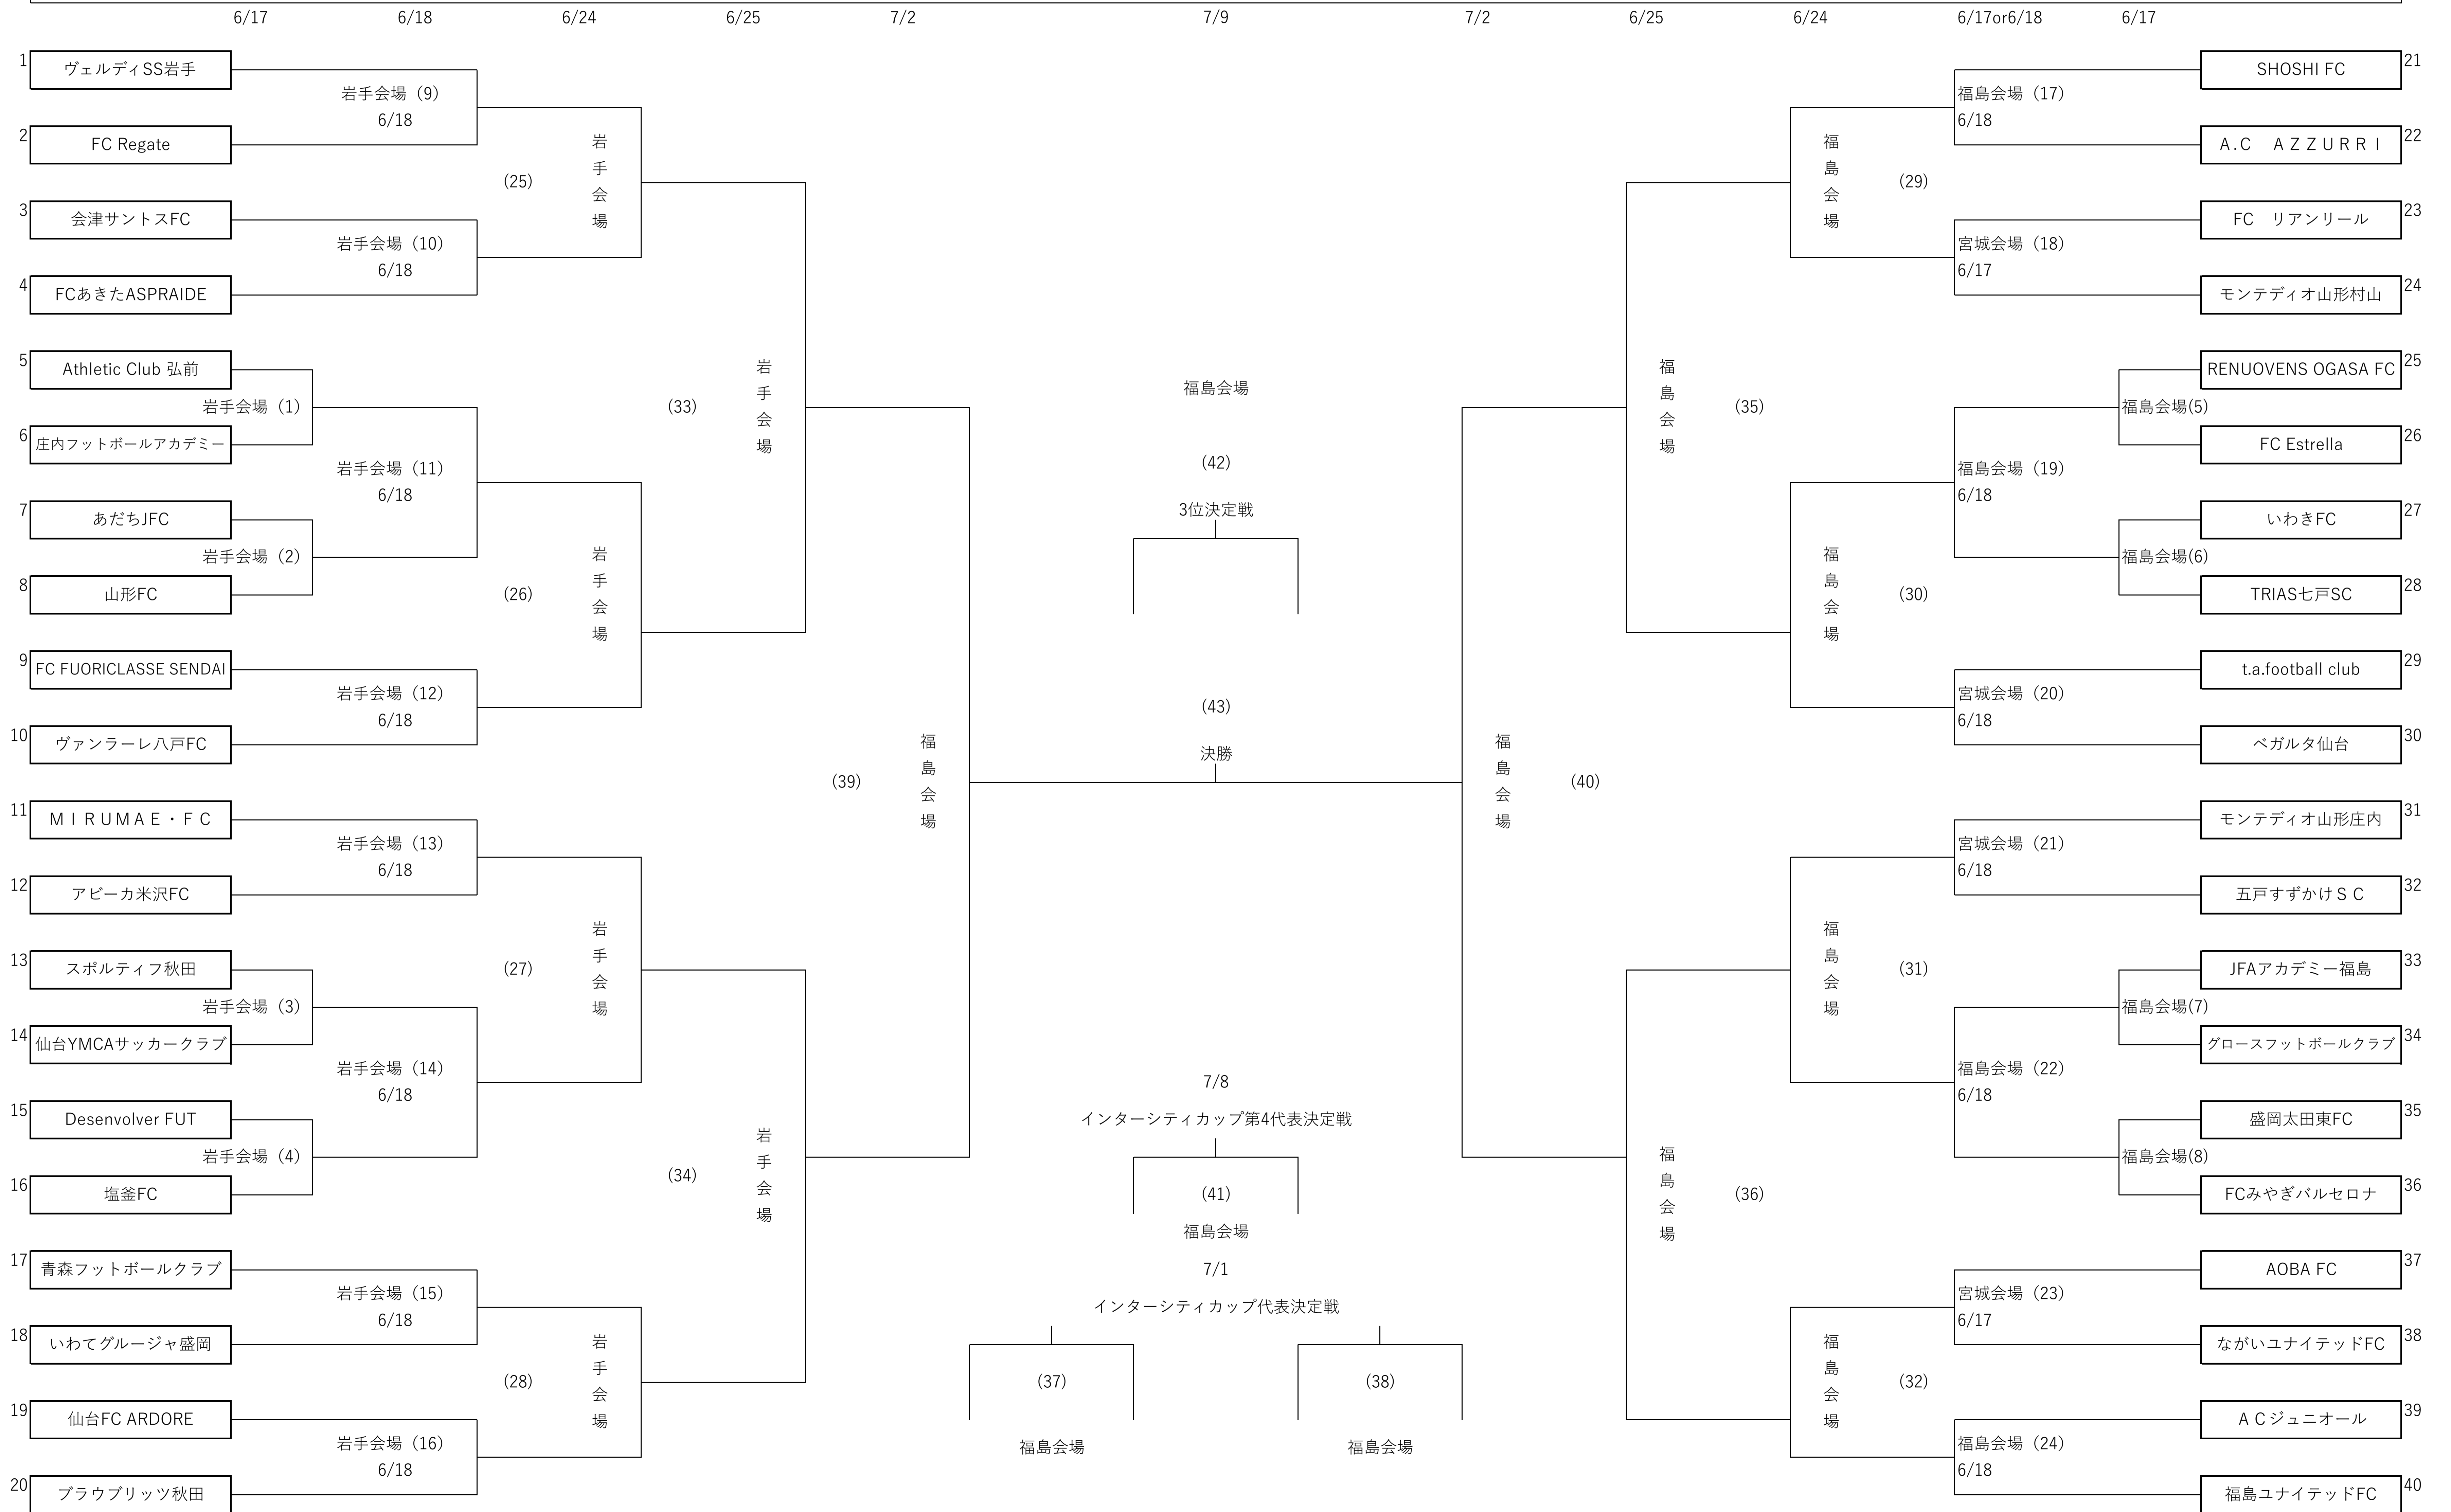 6/17 6/18 6/24 6/25 7/2 7/9 7/2 6/25 6/24 6/17or6/18 6/17
1 ヴェルディSS岩手
岩手会場（9）
6/18
2 FC Regate
(25)
岩手会場
3 会津サントスFC
岩手会場（10）
6/18
4 FCあきたASPRAIDE
(33)
岩手会場
5 Athletic Club 弘前
岩手会場（1）
6 庄内フットボールアカデミー
岩手会場（11）
6/18
7 あだちJFC
岩手会場（2）
8 山形FC
(26)
岩手会場
9 FC FUORICLASSE SENDAI
岩手会場（12）
6/18
10 ヴァンラーレ八戸FC
(39)
福島会場
11 ＭＩＲＵＭＡＥ・ＦＣ
岩手会場（13）
6/18
12 アビーカ米沢FC
(27)
岩手会場
13 スポルティフ秋田
岩手会場（3）
14 仙台YMCAサッカークラブ
岩手会場（14）
6/18
15 Desenvolver FUT
岩手会場（4）
16 塩釜FC
(34)
岩手会場
17 青森フットボールクラブ
岩手会場（15）
6/18
18 いわてグルージャ盛岡
(28)
岩手会場
19 仙台FC ARDORE
岩手会場（16）
6/18
20 ブラウブリッツ秋田
福島会場
(42)
3位決定戦
(43)
決勝
7/8
インターシティカップ第4代表決定戦
(41)
福島会場
7/1
インターシティカップ代表決定戦
(37) (38)
福島会場 福島会場
SHOSHI FC 21
福島会場（17）
6/18
Ａ.Ｃ　ＡＺＺＵＲＲＩ 22
福島会場
(29)
FC　リアンリール 23
宮城会場（18）
6/17
モンテディオ山形村山 24
福島会場
(35)
RENUOVENS OGASA FC 25
福島会場(5)
FC Estrella 26
福島会場（19）
6/18
いわきFC 27
福島会場(6)
TRIAS七戸SC 28
福島会場
(30)
t.a.football club 29
宮城会場（20）
6/18
ベガルタ仙台 30
福島会場
(40)
モンテディオ山形庄内 31
宮城会場（21）
6/18
五戸すずかけＳＣ 32
福島会場
(31)
JFAアカデミー福島 33
福島会場(7)
グロースフットボールクラブ 34
福島会場（22）
6/18
盛岡太田東FC 35
福島会場(8)
FCみやぎバルセロナ 36
福島会場
(36)
AOBA FC 37
宮城会場（23）
6/17
ながいユナイテッドFC 38
福島会場
(32)
ＡＣジュニオール 39
福島会場（24）
6/18
福島ユナイテッドFC 40